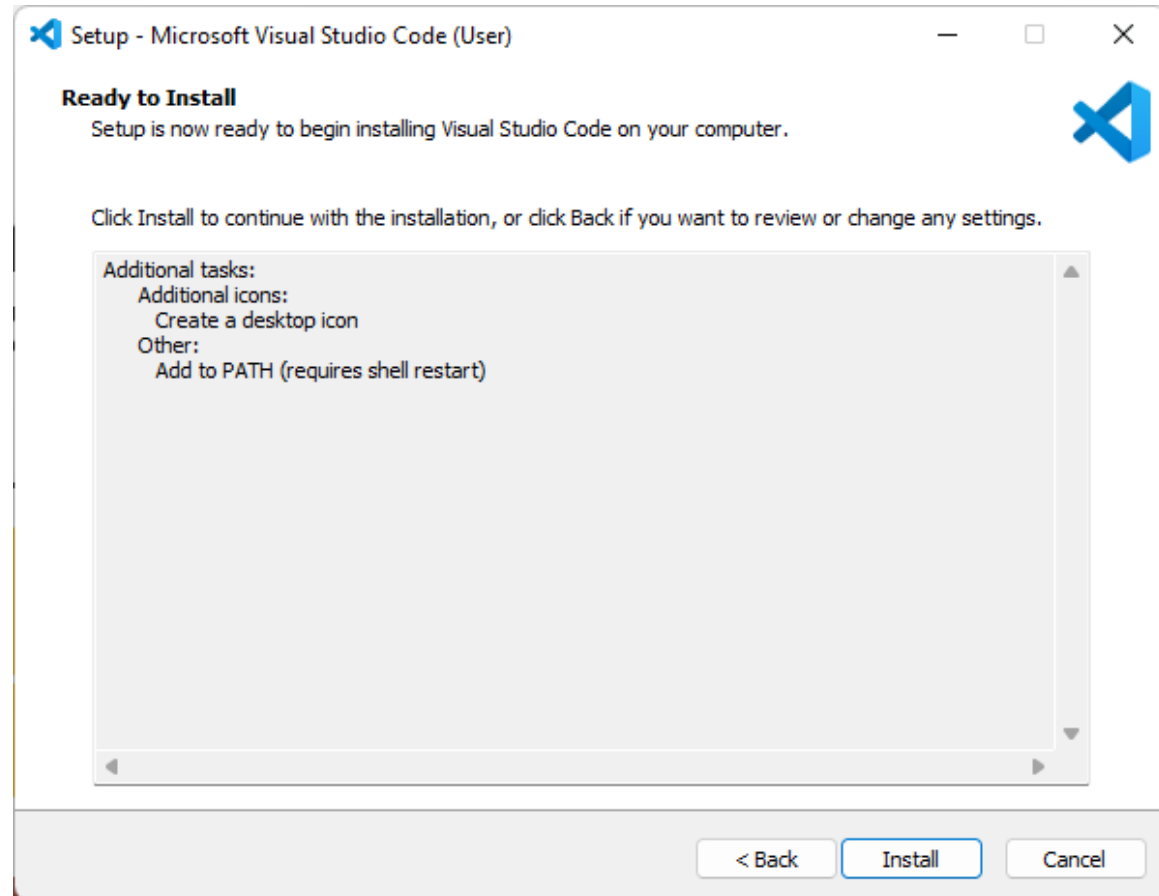 Setup - Microsoft Visual Studio Code (User)
Ready to Install
Setup is now ready to begin installing Visual Studio Code on your computer.
Click Install to continue with the installation, or click Back if you want to review or change any settings.
Additional tasks:
Additional icons:
Create a desktop icon
Other:
Add to PATH (requires shell restart)
< Back
Install
Cancel